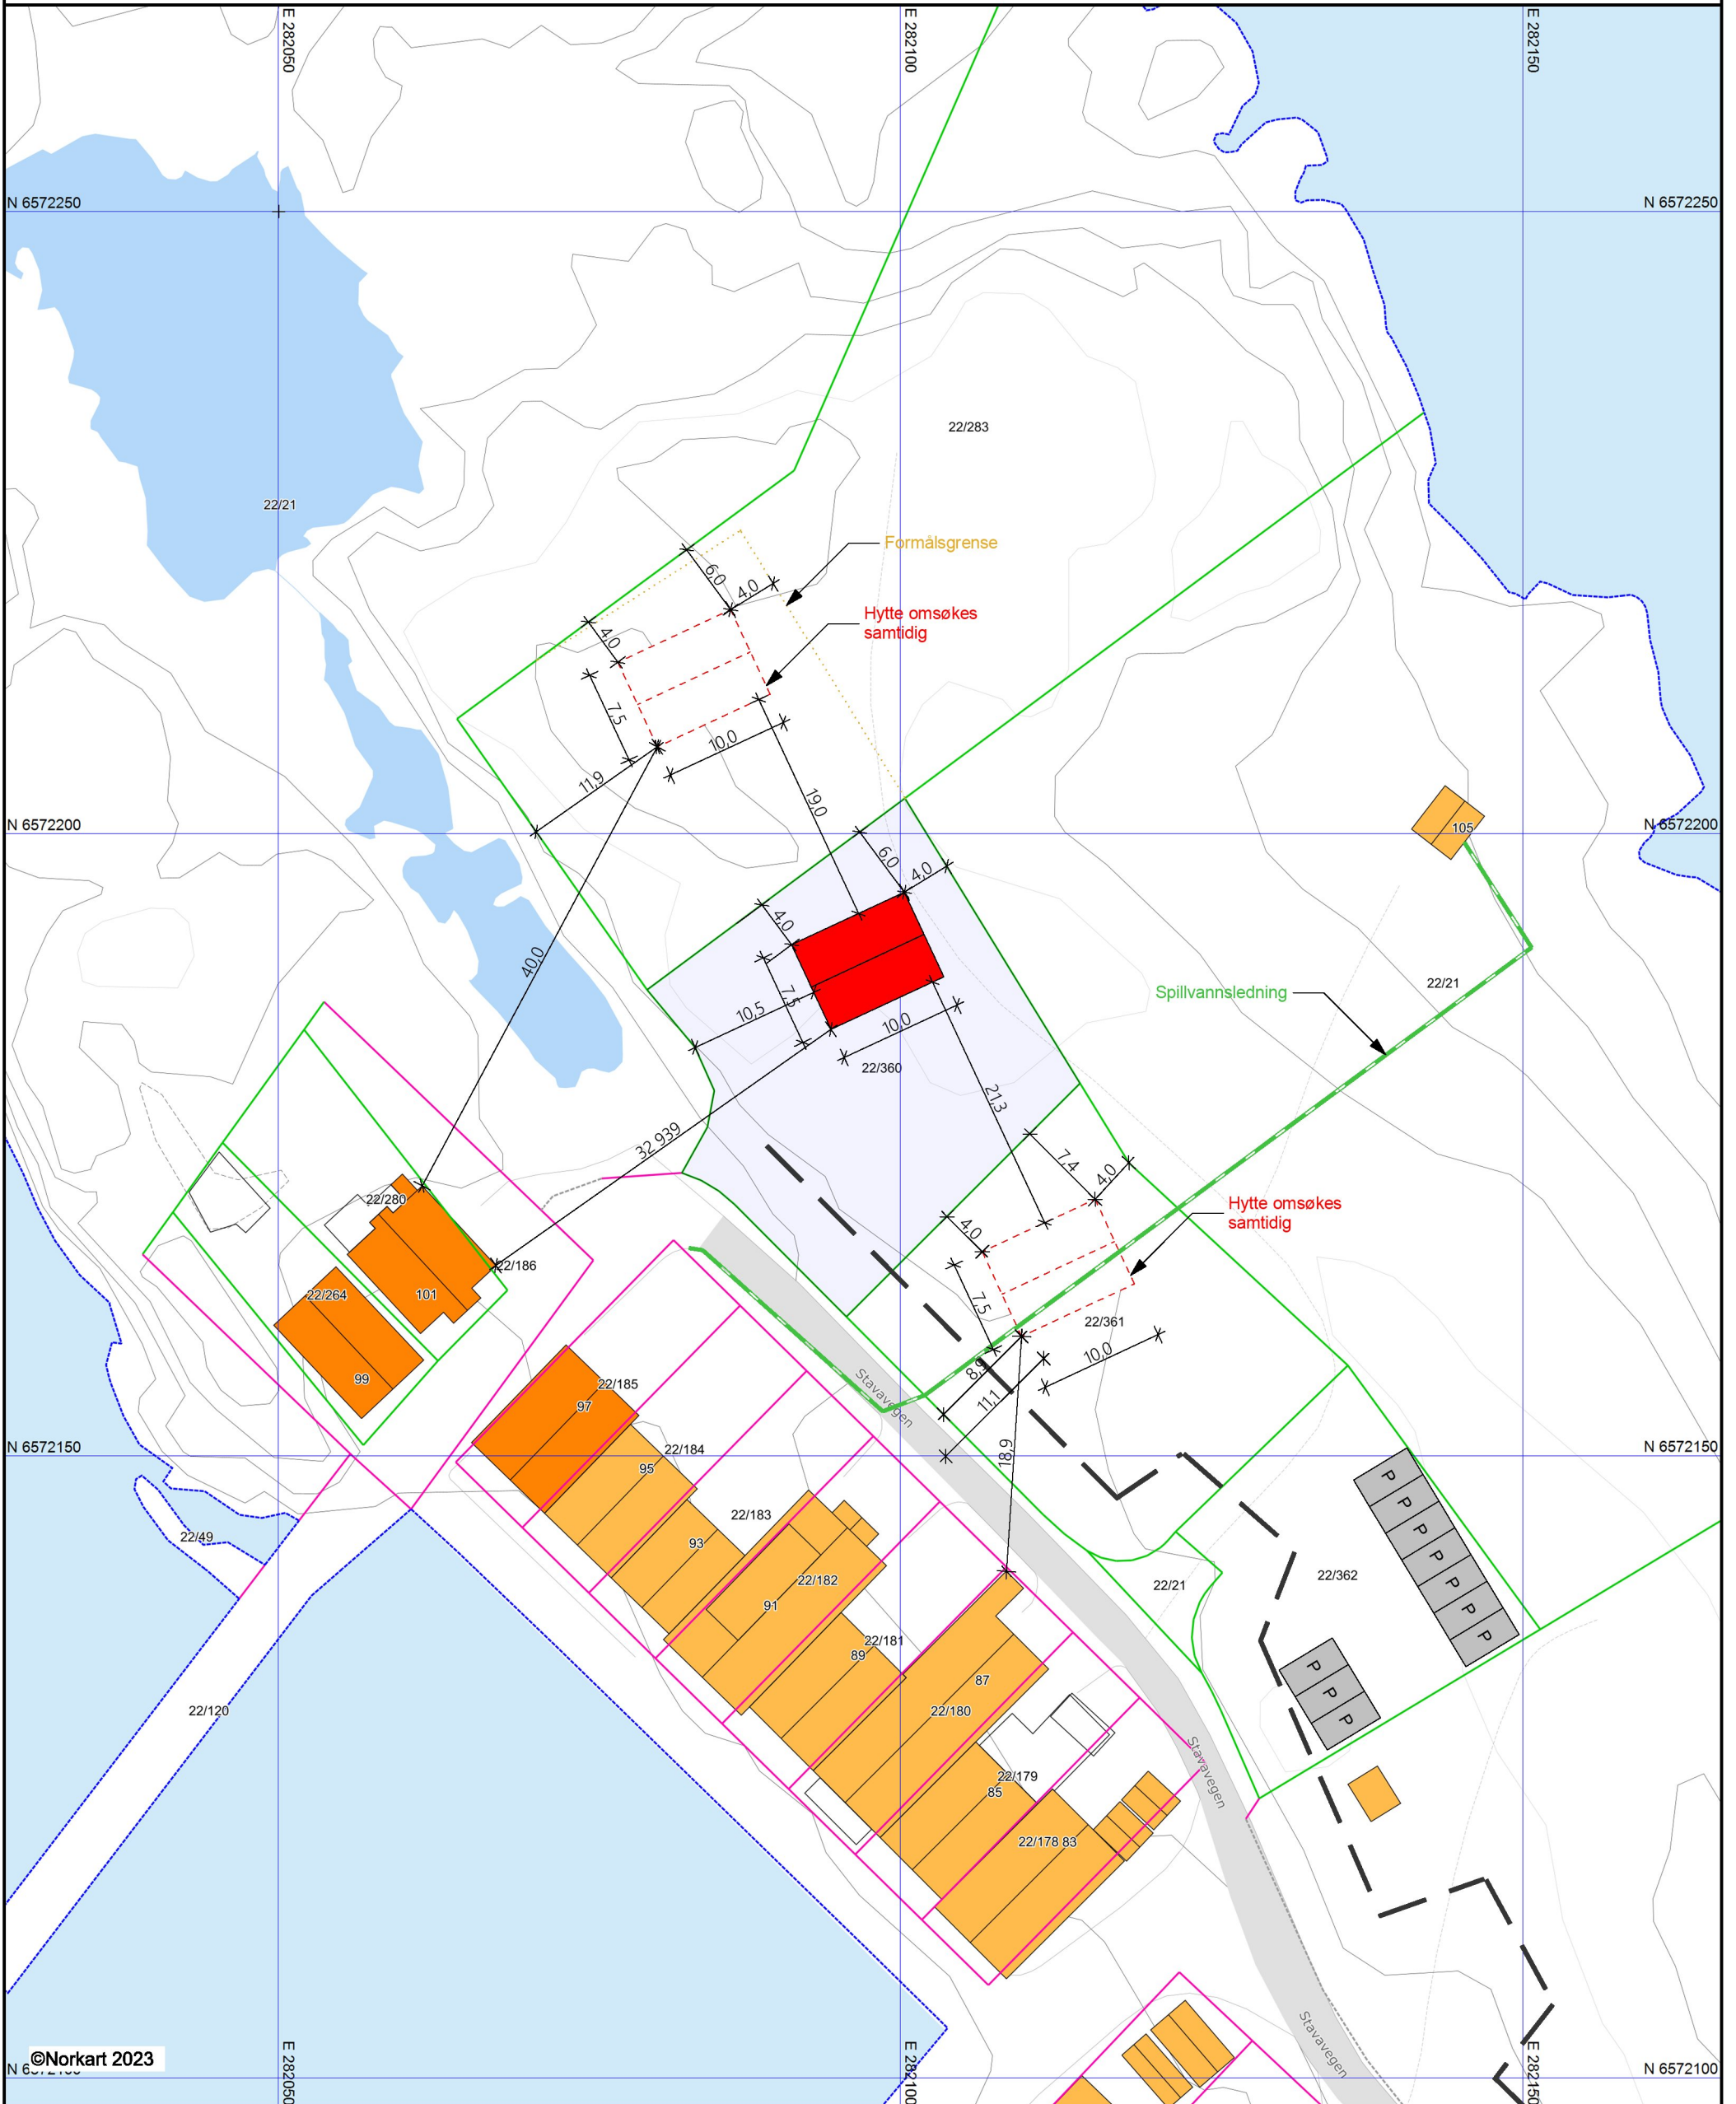 E 282050
E 282100
E 282150
N 6572250
N 6572250
22/283
22/21
Formålsgrense
6,0
4,0
Hytte omsøkes
samtidig
4,0
7,5
10,0
11,9
19,0
N 6572200
N 6572200
105
6,0
4,0
4,0
40,0
7,5
10,5
10,0
22/21
Spillvannsledning
22/360
21,3
32 939
7,4
4,0
22/280
Hytte omsøkes
samtidig
4,0
22/186
22/264
101
7,5
22/361
10,0
99
8,9
22/185
Stavavegen
97
11,1
N 6572150
22/184
18,9
N 6572150
95
P
P
P
P
P
P
P
22/183
22/49
93
22/182
22/21
22/362
91
22/181
89
P
P
P
87
22/120
22/180
Stavavegen
22/179
85
22/178 83
Stavavegen
©Norkart 2023
E 282050
E 282100
E 282150
N 6572100